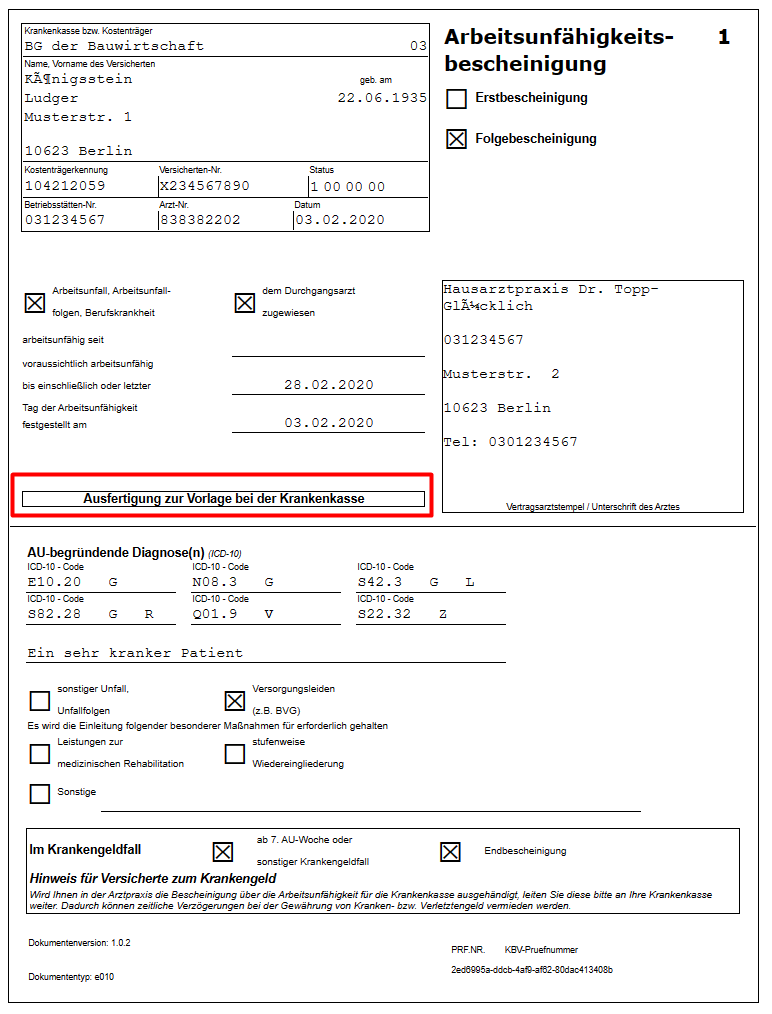 Krankenkasse bzw. Kostenträger
BG der Bauwirtschaft 03
Name, Vorname des Versicherten
KÃ¶nigsstein geb. am
Ludger 22.06.1935
Musterstr. 1
10623 Berlin
Kostenträgerkennung Versicherten-Nr. Status
104212059 X234567890 1 00 00 00
Betriebsstätten-Nr. Arzt-Nr. Datum
031234567 838382202 03.02.2020
Arbeitsunfähigkeits- 1
bescheinigung
Erstbescheinigung
Folgebescheinigung
Arbeitsunfall, Arbeitsunfall- dem Durchgangsarzt
folgen, Berufskrankheit zugewiesen
arbeitsunfähig seit
voraussichtlich arbeitsunfähig
bis einschließlich oder letzter 28.02.2020
Tag der Arbeitsunfähigkeit
festgestellt am 03.02.2020
Hausarztpraxis Dr. Topp-
GlÃ¼cklich
031234567
Musterstr. 2
10623 Berlin
Tel: 0301234567
Vertragsarztstempel / Unterschrift des Arztes
Ausfertigung zur Vorlage bei der Krankenkasse
AU-begründende Diagnose(n) (ICD-10)
ICD-10 - Code ICD-10 - Code ICD-10 - Code
E10.20 G N08.3 G S42.3 G L
ICD-10 - Code ICD-10 - Code ICD-10 - Code
S82.28 G R Q01.9 V S22.32 Z
Ein sehr kranker Patient
sonstiger Unfall, Versorgungsleiden
Unfallfolgen (z.B. BVG)
Es wird die Einleitung folgender besonderer Maßnahmen für erforderlich gehalten
Leistungen zur stufenweise
medizinischen Rehabilitation Wiedereingliederung
Sonstige
Im Krankengeldfall ab 7. AU-Woche oder Endbescheinigung
sonstiger Krankengeldfall
Hinweis für Versicherte zum Krankengeld
Wird Ihnen in der Arztpraxis die Bescheinigung über die Arbeitsunfähigkeit für die Krankenkasse ausgehändigt, leiten Sie diese bitte an Ihre Krankenkasse
weiter. Dadurch können zeitliche Verzögerungen bei der Gewährung von Kranken- bzw. Verletztengeld vermieden werden.
Dokumentenversion: 1.0.2
PRF.NR. KBV-Pruefnummer
2ed6995a-ddcb-4af9-af62-80dac413408b
Dokumententyp: e010